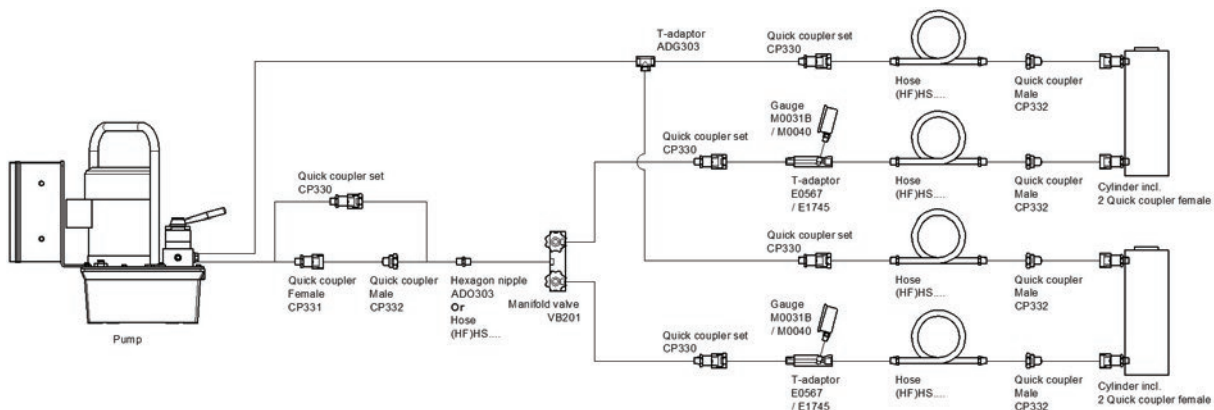 T-adaptor
ADG303
Quick coupler set
CP330
Hose
(HF)HS....
Quick coupler
Male
CP332
Gauge
M0031B
/ M0040
Quick coupler set
CP330
T-adaptor
E0567
/ E1745
Hose
(HF)HS....
Quick coupler
Male
CP332
Cylinder incl.
2 Quick coupler female
Quick coupler set
CP330
Quick coupler
Female
CP331
Quick coupler
Male
CP332
Hexagon nipple
ADO303
Or
Hose
(HF)HS....
Manifold valve
VB201
Pump
Quick coupler set
CP330
Hose
(HF)HS....
Quick coupler
Male
CP332
Gauge
M0031B
/ M0040
Quick coupler set
CP330
T-adaptor
E0567
/ E1745
Hose
(HF)HS....
Quick coupler
Male
CP332
Cylinder incl.
2 Quick coupler female